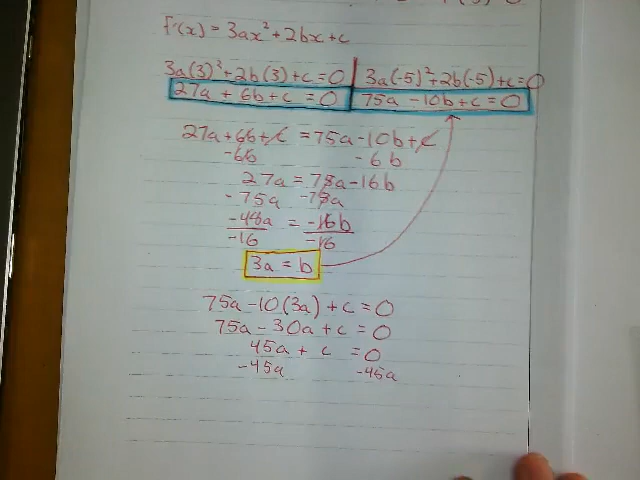 f'(x) = 3ax² + 2bx + c
3a(3)² + 2b(3) + c = 0 | 3a(-5)² + 2b(-5) + c = 0
27a + 6b + c = 0 | 75a - 10b + c = 0
27a + 6b + c = 75a - 10b + c
-6b -6b
27a = 75a - 16b
-75a -75a
-48a = -16b
-16 -16
3a = b
75a - 10(3a) + c = 0
75a - 30a + c = 0
45a + c = 0
-45a -45a